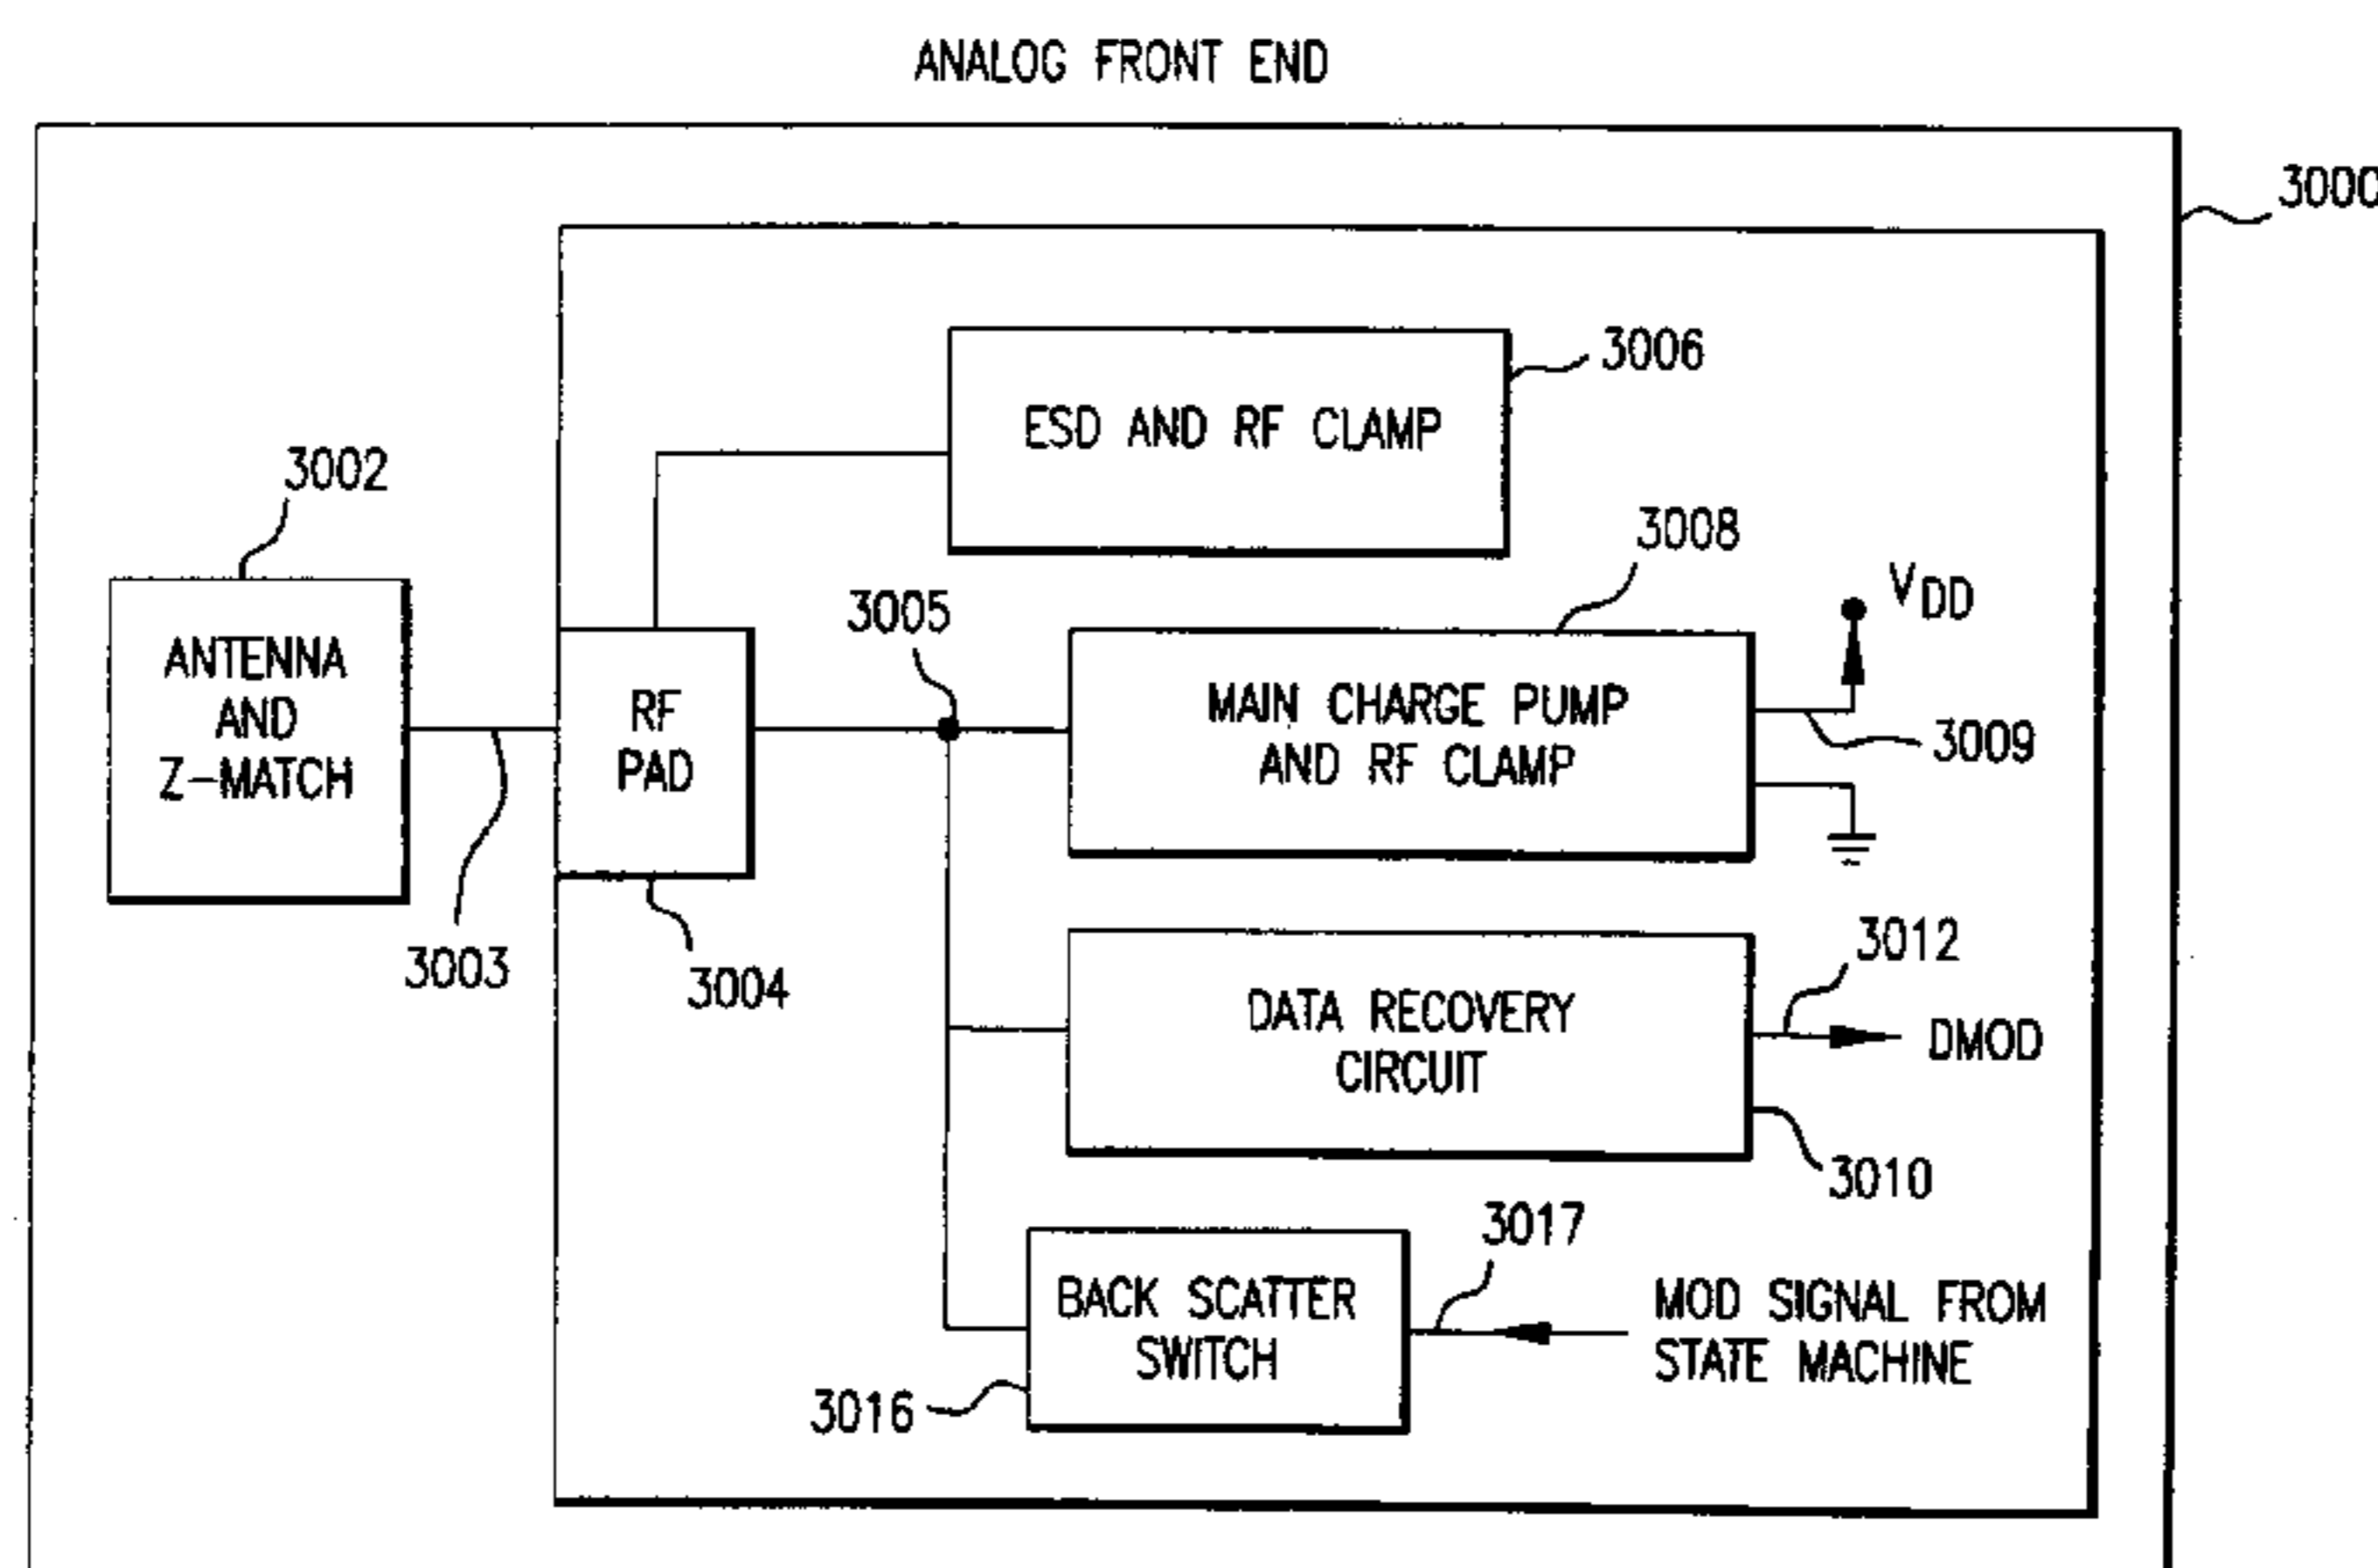 ANALOG FRONT END
3000
3006
ESD AND RF CLAMP
3002
3008
3005
V_DD
ANTENNA
AND
Z-MATCH
RF
PAD
MAIN CHARGE PUMP
AND RF CLAMP
3009
3003
3004
3012
DATA RECOVERY
CIRCUIT
DMOD
3010
3017
BACK SCATTER
SWITCH
MOD SIGNAL FROM
STATE MACHINE
3016